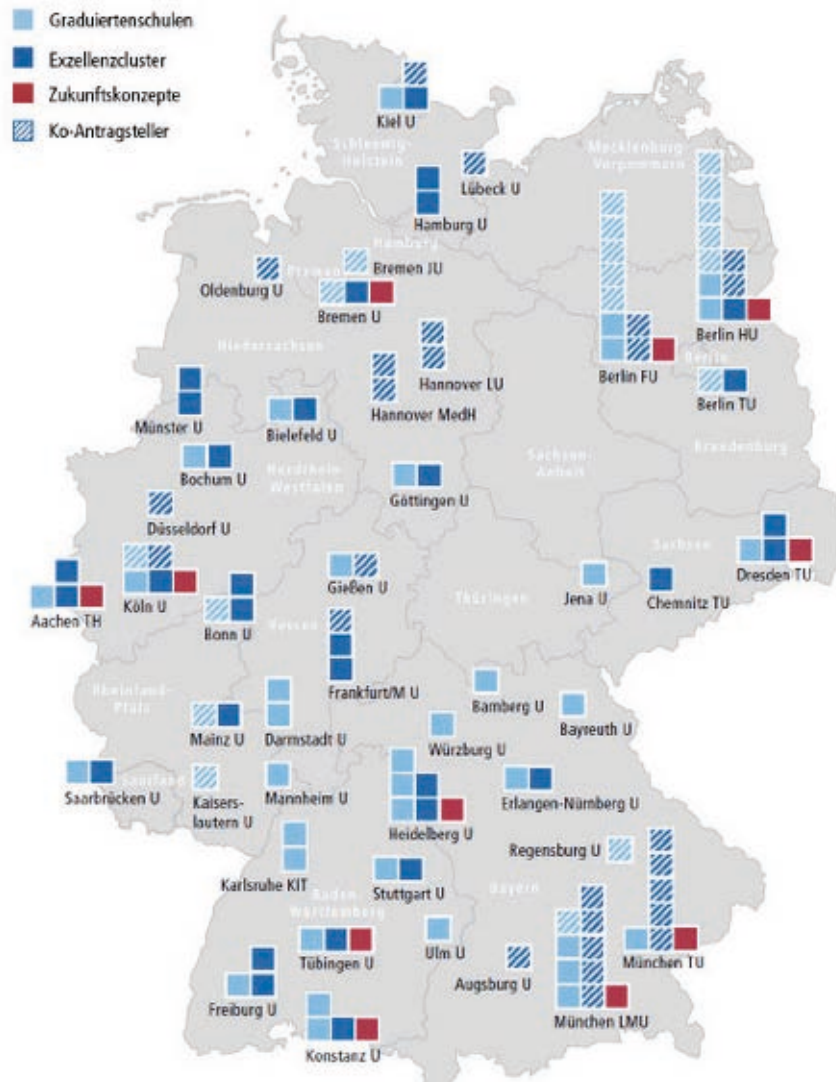 Graduiertenschulen
Exzellenzcluster
Zukunftskonzepte
Ko-Antragsteller
Kiel U
Schleswig-
Holstein
Mecklenburg-
Vorpommern
Lübeck U
Hamburg U
Hamburg
Bremen JU
Oldenburg U
Bremen
Bremen U
Niedersachsen
Hannover LU
Hannover MedH
Berlin HU
Berlin
Berlin FU
Berlin TU
Münster U
Bielefeld U
Sachsen-
Anhalt
Brandenburg
Bochum U
Nordrhein-
Westfalen
Göttingen U
Düsseldorf U
Sachsen
Dresden TU
Aachen TH
Köln U
Bonn U
Gießen U
Thüringen
Jena U
Chemnitz TU
Hessen
Frankfurt/M U
Rheinland-
Pfalz
Mainz U
Darmstadt U
Bamberg U
Bayreuth U
Würzburg U
Saarbrücken U
Saarland
Kaisers-
lautern U
Mannheim U
Heidelberg U
Erlangen-Nürnberg U
Regensburg U
Karlsruhe KIT
Stuttgart U
Bayern
Baden-
Württemberg
Tübingen U
Ulm U
Augsburg U
München TU
Freiburg U
München LMU
Konstanz U